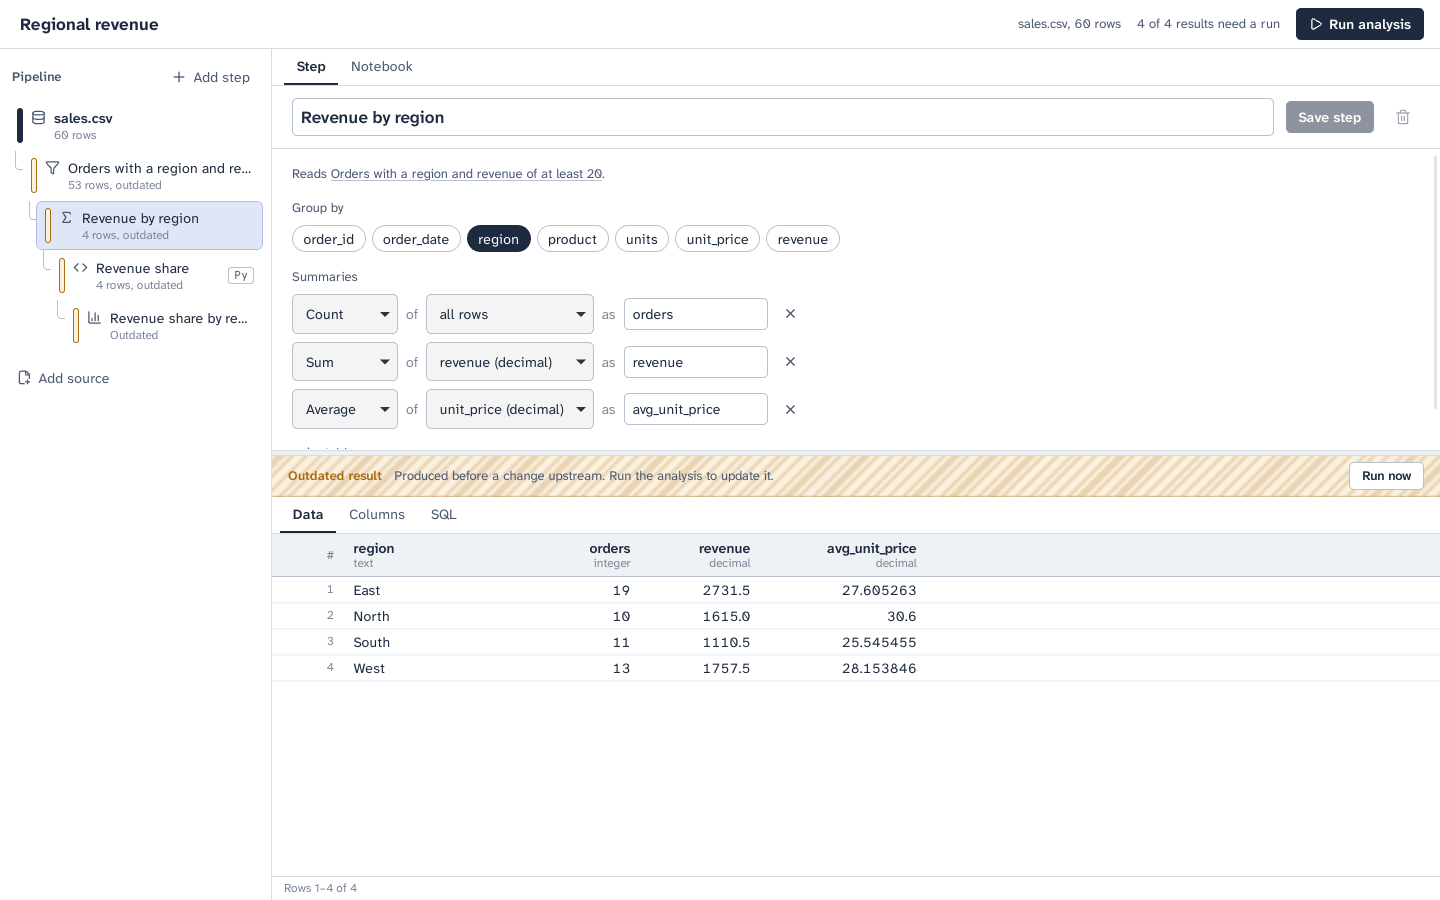 Regional revenue
sales.csv, 60 rows
4 of 4 results need a run
Run analysis
Pipeline
Add step
sales.csv
60 rows
Orders with a region and re...
53 rows, outdated
Revenue by region
4 rows, outdated
Revenue share
4 rows, outdated
Py
Revenue share by re...
Outdated
Add source
Step
Notebook
Revenue by region
Save step
Reads Orders with a region and revenue of at least 20.
Group by
order_id
order_date
region
product
units
unit_price
revenue
Summaries
Count of all rows as orders
Sum of revenue (decimal) as revenue
Average of unit_price (decimal) as avg_unit_price
Outdated result Produced before a change upstream. Run the analysis to update it.
Run now
Data
Columns
SQL
# region orders revenue avg_unit_price
text integer decimal decimal
1 East 19 2731.5 27.605263
2 North 10 1615.0 30.6
3 South 11 1110.5 25.545455
4 West 13 1757.5 28.153846
Rows 1–4 of 4